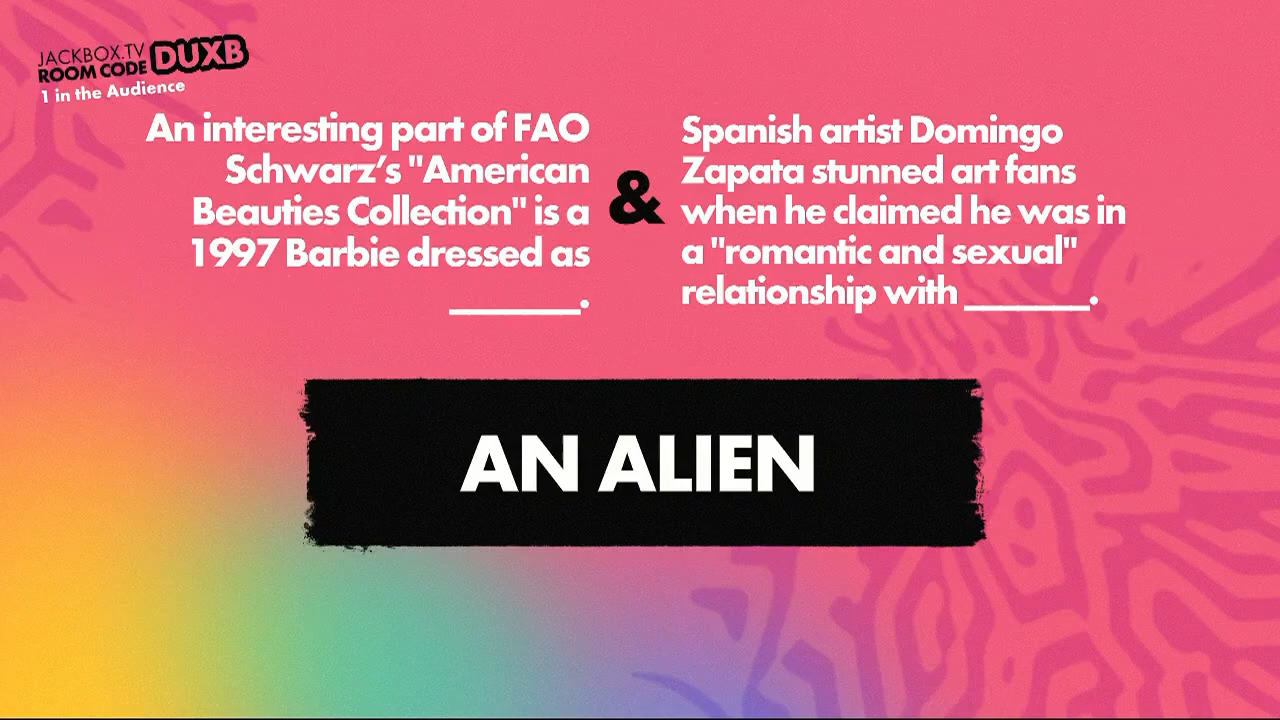 JACKBOX.TV
ROOM CODE DUXB
1 in the Audience
An interesting part of FAO
Schwarz’s "American
Beauties Collection" is a
1997 Barbie dressed as
______.
&
Spanish artist Domingo
Zapata stunned art fans
when he claimed he was in
a "romantic and sexual"
relationship with ______.
AN ALIEN